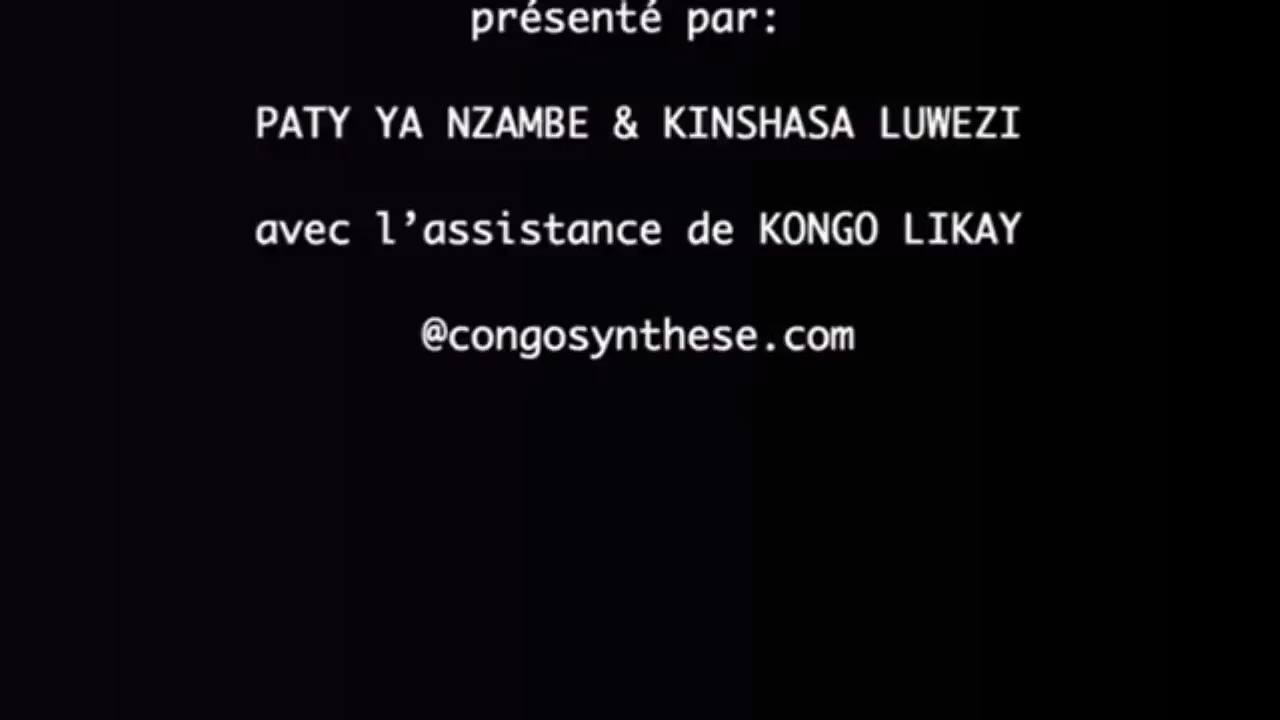 présenté par:
PATY YA NZAMBE & KINSHASA LUWEZI
avec l’assistance de KONGO LIKAY
@congosynthese.com